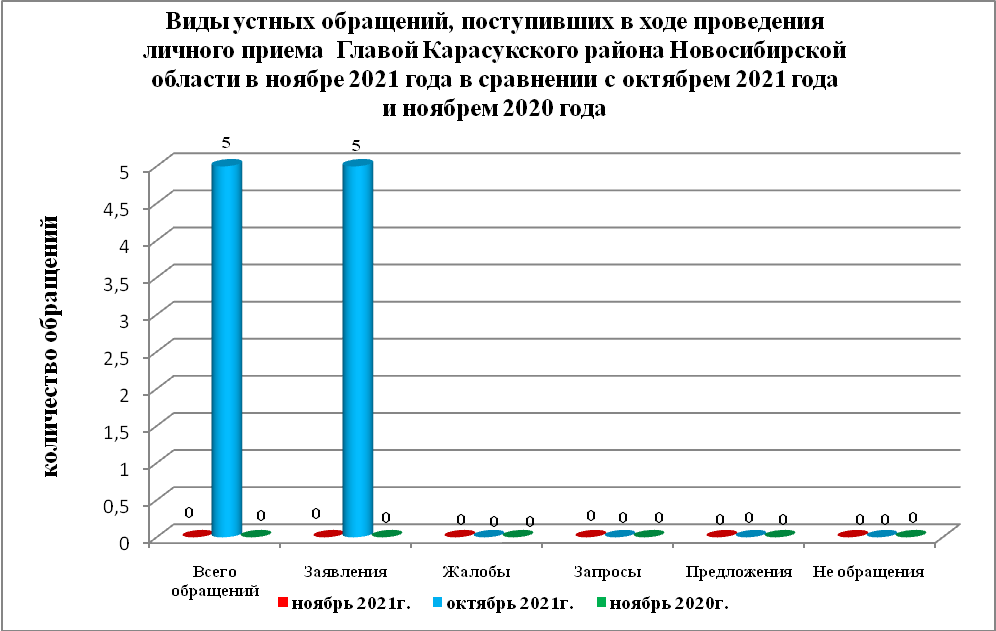 Виды устных обращений, поступивших в ходе проведения
личного приема Главой Карасукского района Новосибирской
области в ноябре 2021 года в сравнении с октябрем 2021 года
и ноябрем 2020 года
количество обращений
5
4,5
4
3,5
3
2,5
2
1,5
1
0,5
0
0 5 0
0 5 0
0 0 0
0 0 0
0 0 0
0 0 0
Всего
обращений
Заявления
Жалобы
Запросы
Предложения
Не обращения
ноябрь 2021г. октябрь 2021г. ноябрь 2020г.